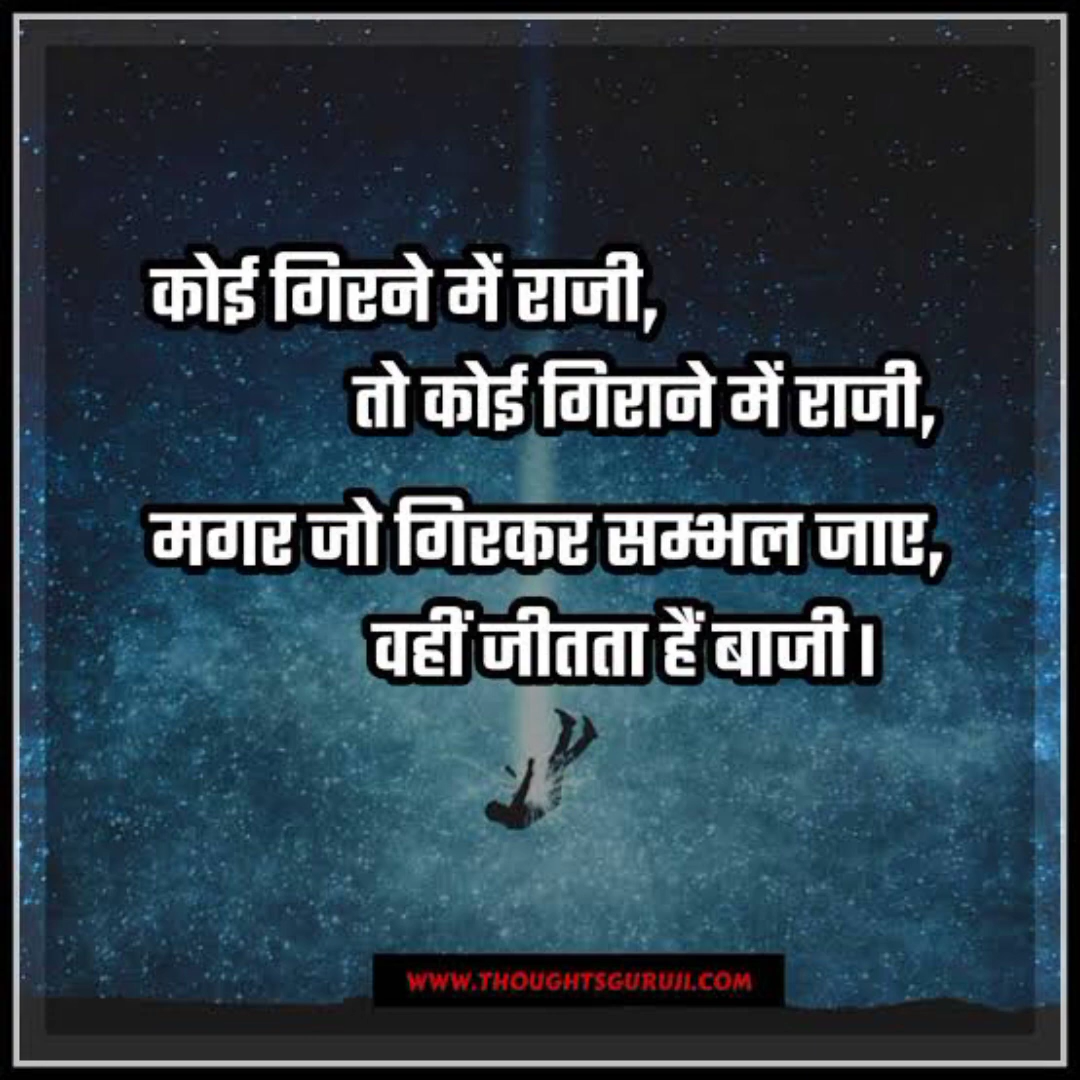 कोई गिरने में राजी,
तो कोई गिराने में राजी,
मगर जो गिरकर सम्भल जाए,
वहीं जीतता हैं बाजी।
WWW.THOUGHTSGURUJI.COM